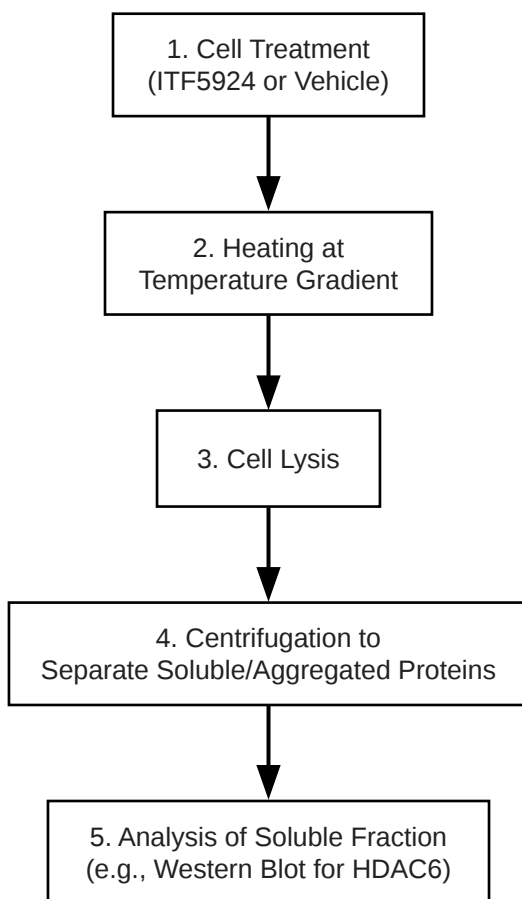 1. Cell Treatment
(ITF5924 or Vehicle)
2. Heating at
Temperature Gradient
3. Cell Lysis
4. Centrifugation to
Separate Soluble/Aggregated Proteins
5. Analysis of Soluble Fraction
(e.g., Western Blot for HDAC6)